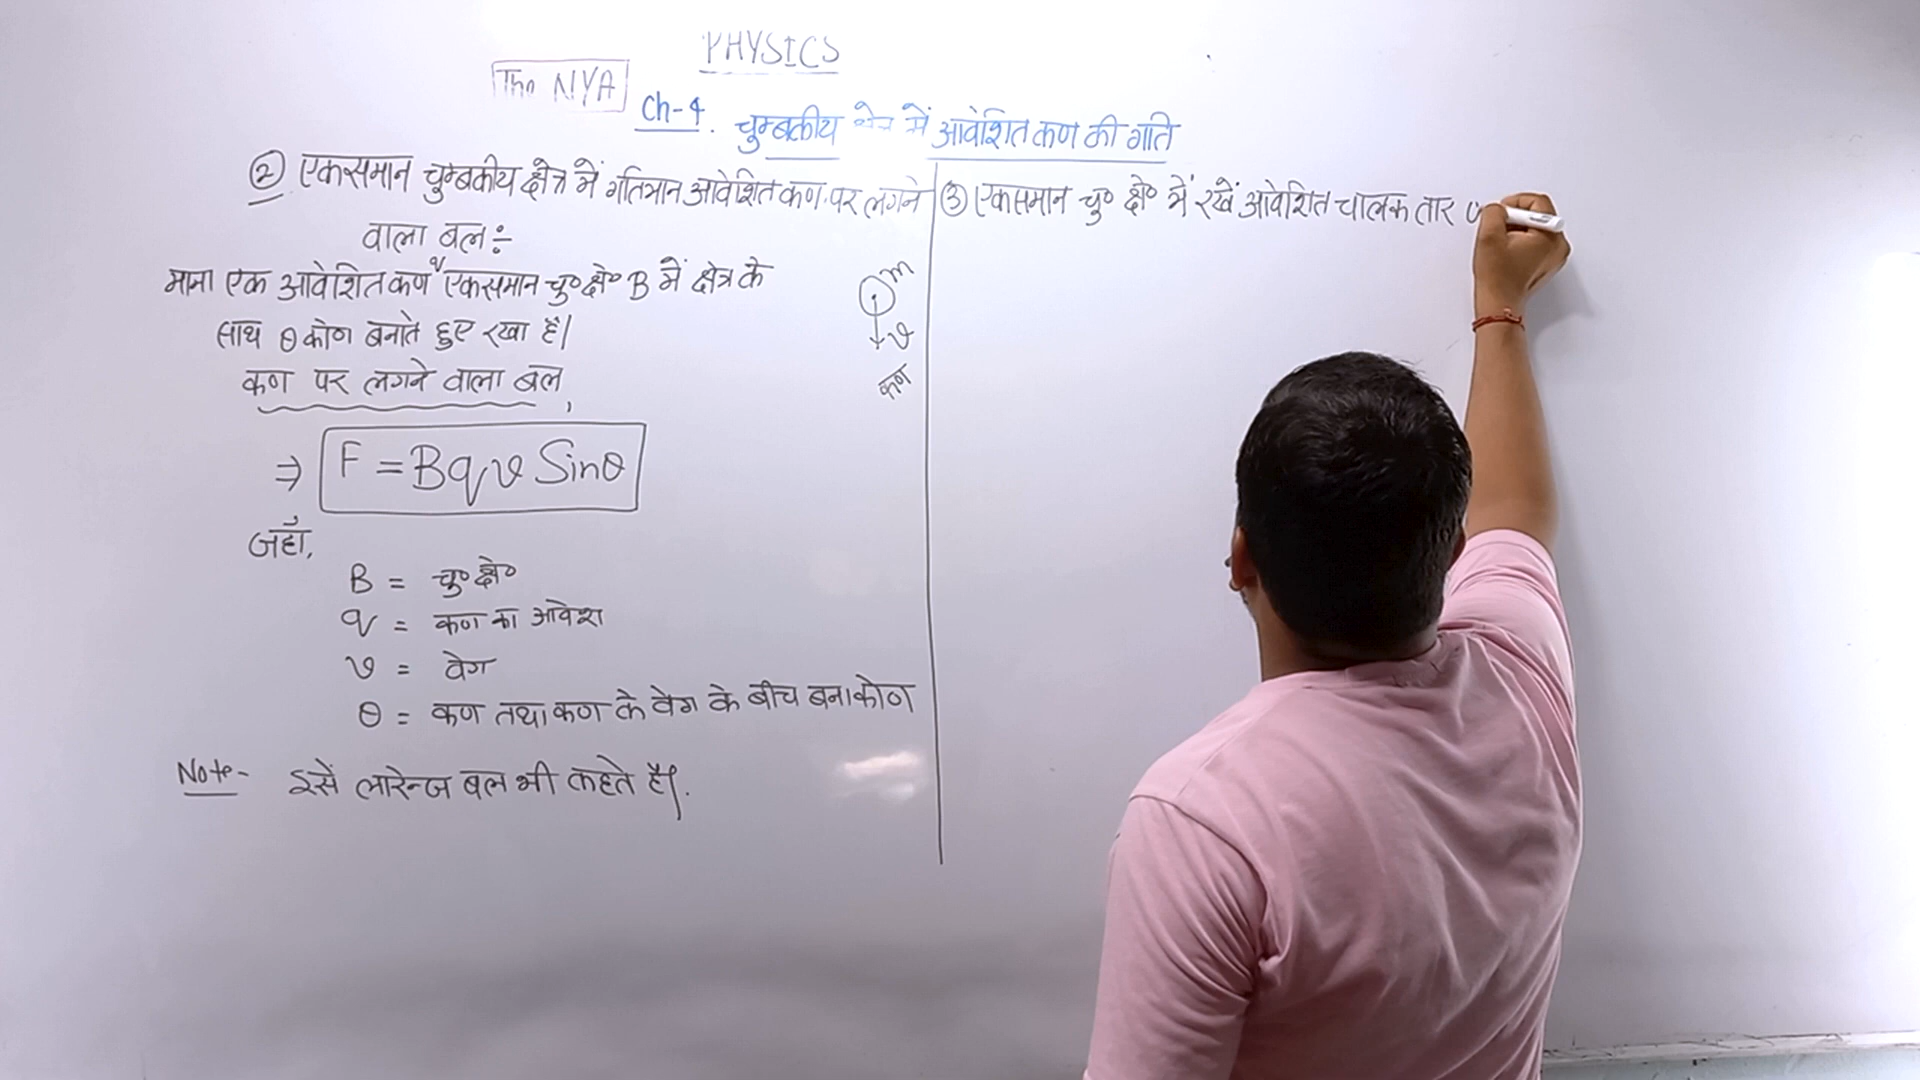 PHYSICS
The NYA
Ch-4. चुम्बकीय क्षेत्र में आवेशित कण की गति
② एकसमान चुम्बकीय क्षेत्र में गतिमान आवेशित कण पर लगने
वाला बल÷
माना एक आवेशित कण q एकसमान चु० क्षे० B में क्षेत्र के
साथ θ कोण बनाते हुए रखा है।
कण पर लगने वाला बल,
⇒ F = Bqv Sinθ
जहाँ,
B = चु० क्षे०
q = कण का आवेश
v = वेग
θ = कण तथा कण के वेग के बीच बना कोण
Note- इसें लारेन्ज बल भी कहते है।.
m
v
कण
③ एकसमान चु० क्षे० में रखें आवेशित चालक तार